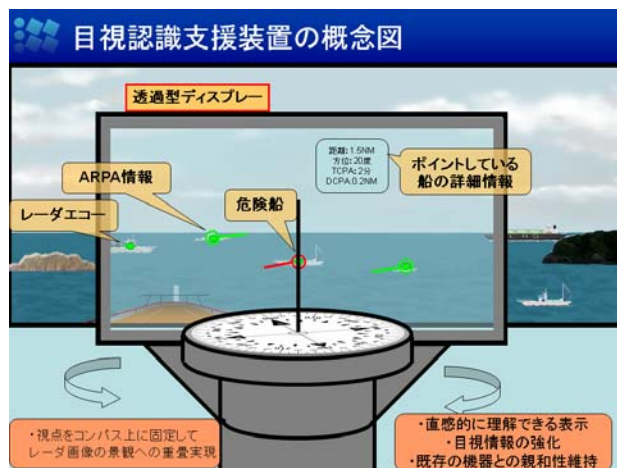 目視認識支援装置の概念図
透過型ディスプレー
距離:1.5NM
方位:20度
TCPA:2分
DCPA:0.2NM
ポイントしている
船の詳細情報
ARPA情報
危険船
レーダエコー
・視点をコンパス上に固定して
レーダ画像の景観への重畳実現
・直感的に理解できる表示
・目視情報の強化
・既存の機器との親和性維持